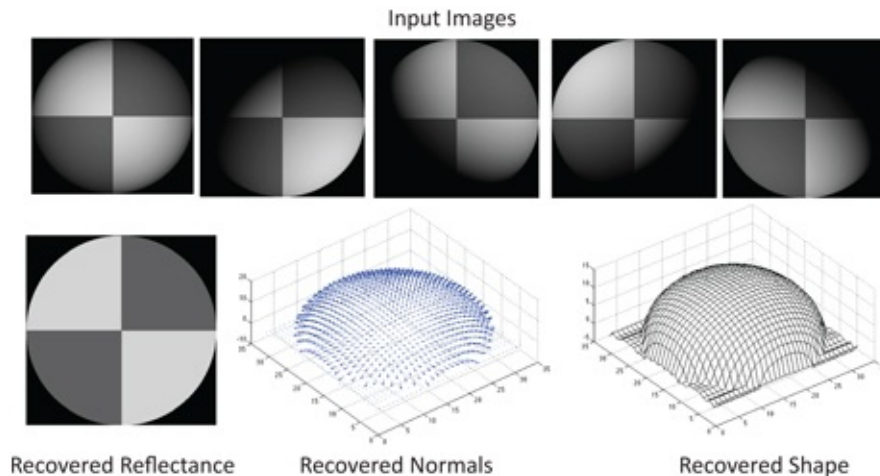 Input Images
Recovered Reflectance
Recovered Normals
Recovered Shape